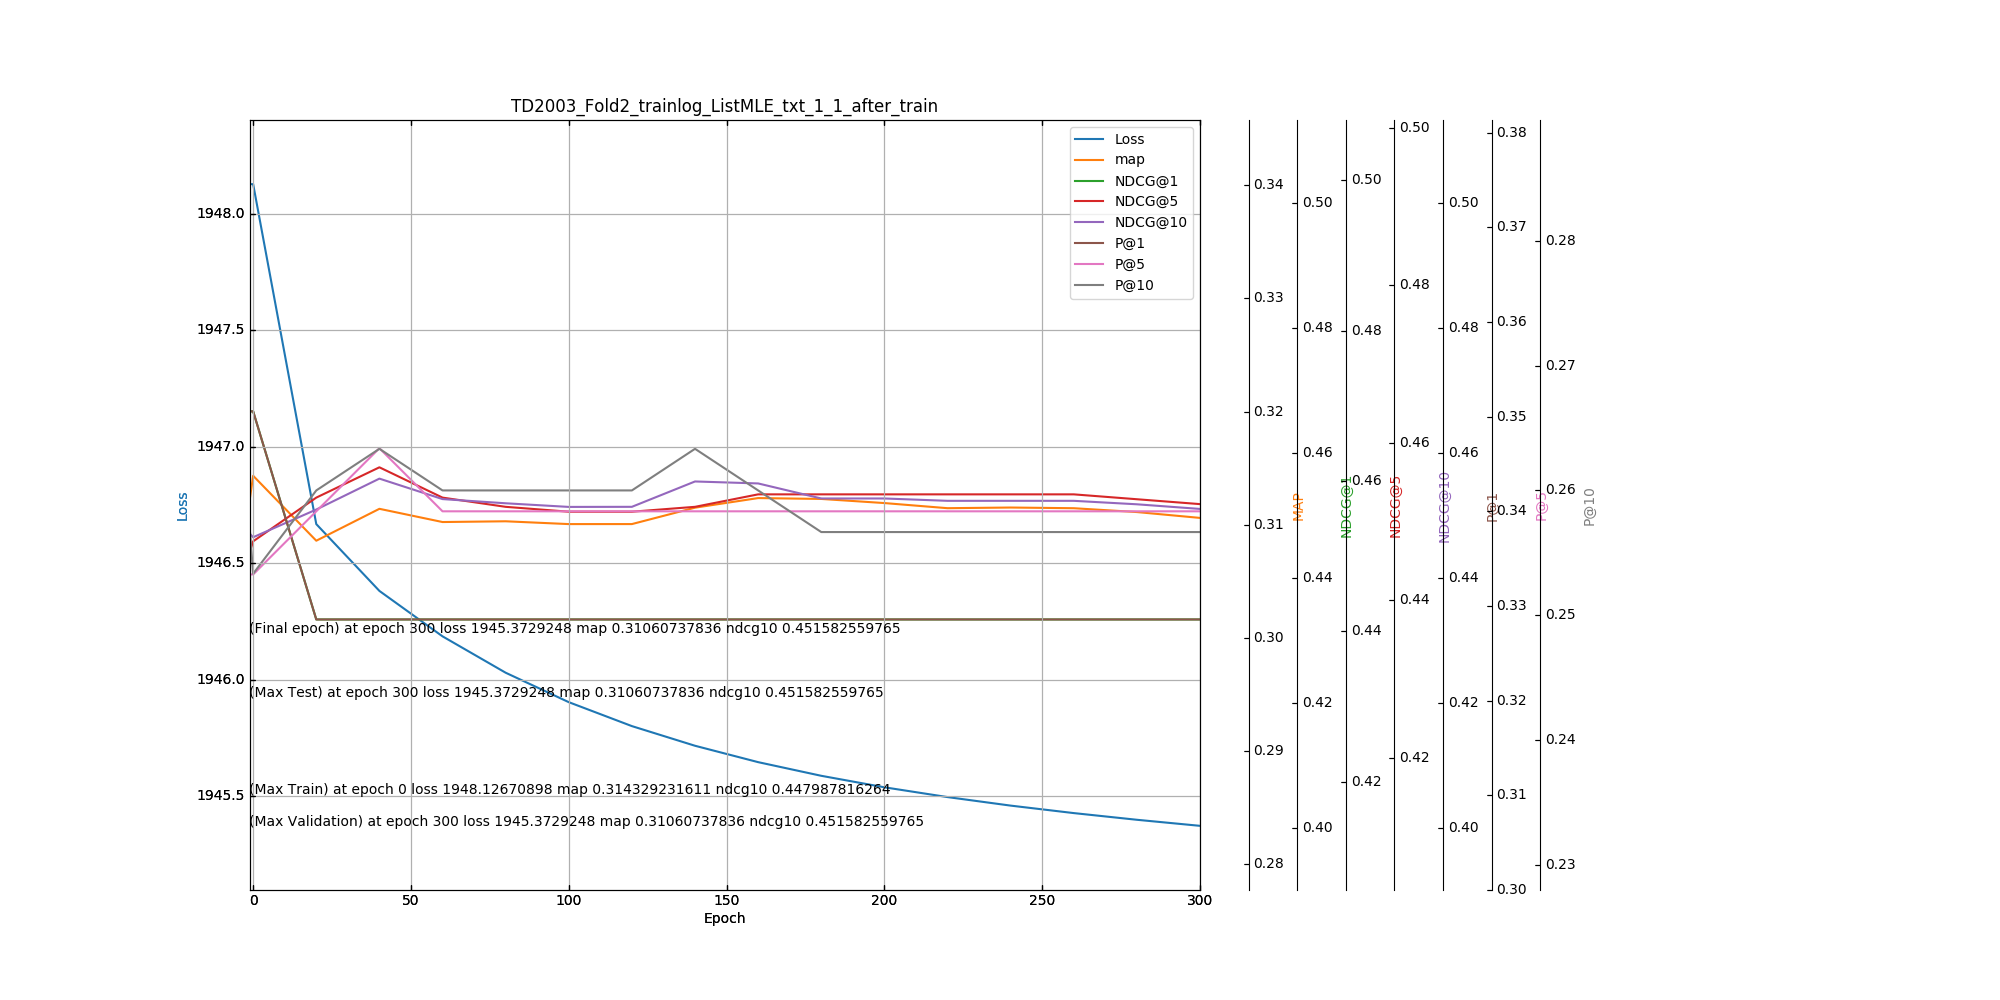 TD2003_Fold2_trainlog_ListMLE_txt_1_1_after_train
Loss
map
NDCG@1
NDCG@5
NDCG@10
P@1
P@5
P@10
1948.0
1947.5
1947.0
1946.5
1946.0
1945.5
Loss
(Final epoch) at epoch 300 loss 1945.3729248 map 0.31060737836 ndcg10 0.451582559765
(Max Test) at epoch 300 loss 1945.3729248 map 0.31060737836 ndcg10 0.451582559765
(Max Train) at epoch 0 loss 1948.12670898 map 0.314329231611 ndcg10 0.447987816264
(Max Validation) at epoch 300 loss 1945.3729248 map 0.31060737836 ndcg10 0.451582559765
0 50 100 150 200 250 300
Epoch
0.34
0.33
0.32
0.31
0.30
0.29
0.28
MAP
0.50
0.48
0.46
0.44
0.42
0.40
NDCG@1
0.50
0.48
0.46
0.44
0.42
NDCG@5
0.50
0.48
0.46
0.44
0.42
NDCG@10
0.50
0.48
0.46
0.44
0.42
0.40
P@1
0.38
0.37
0.36
0.35
0.34
0.33
0.32
0.31
0.30
P@5
0.28
0.27
0.26
0.25
0.24
0.23
P@10